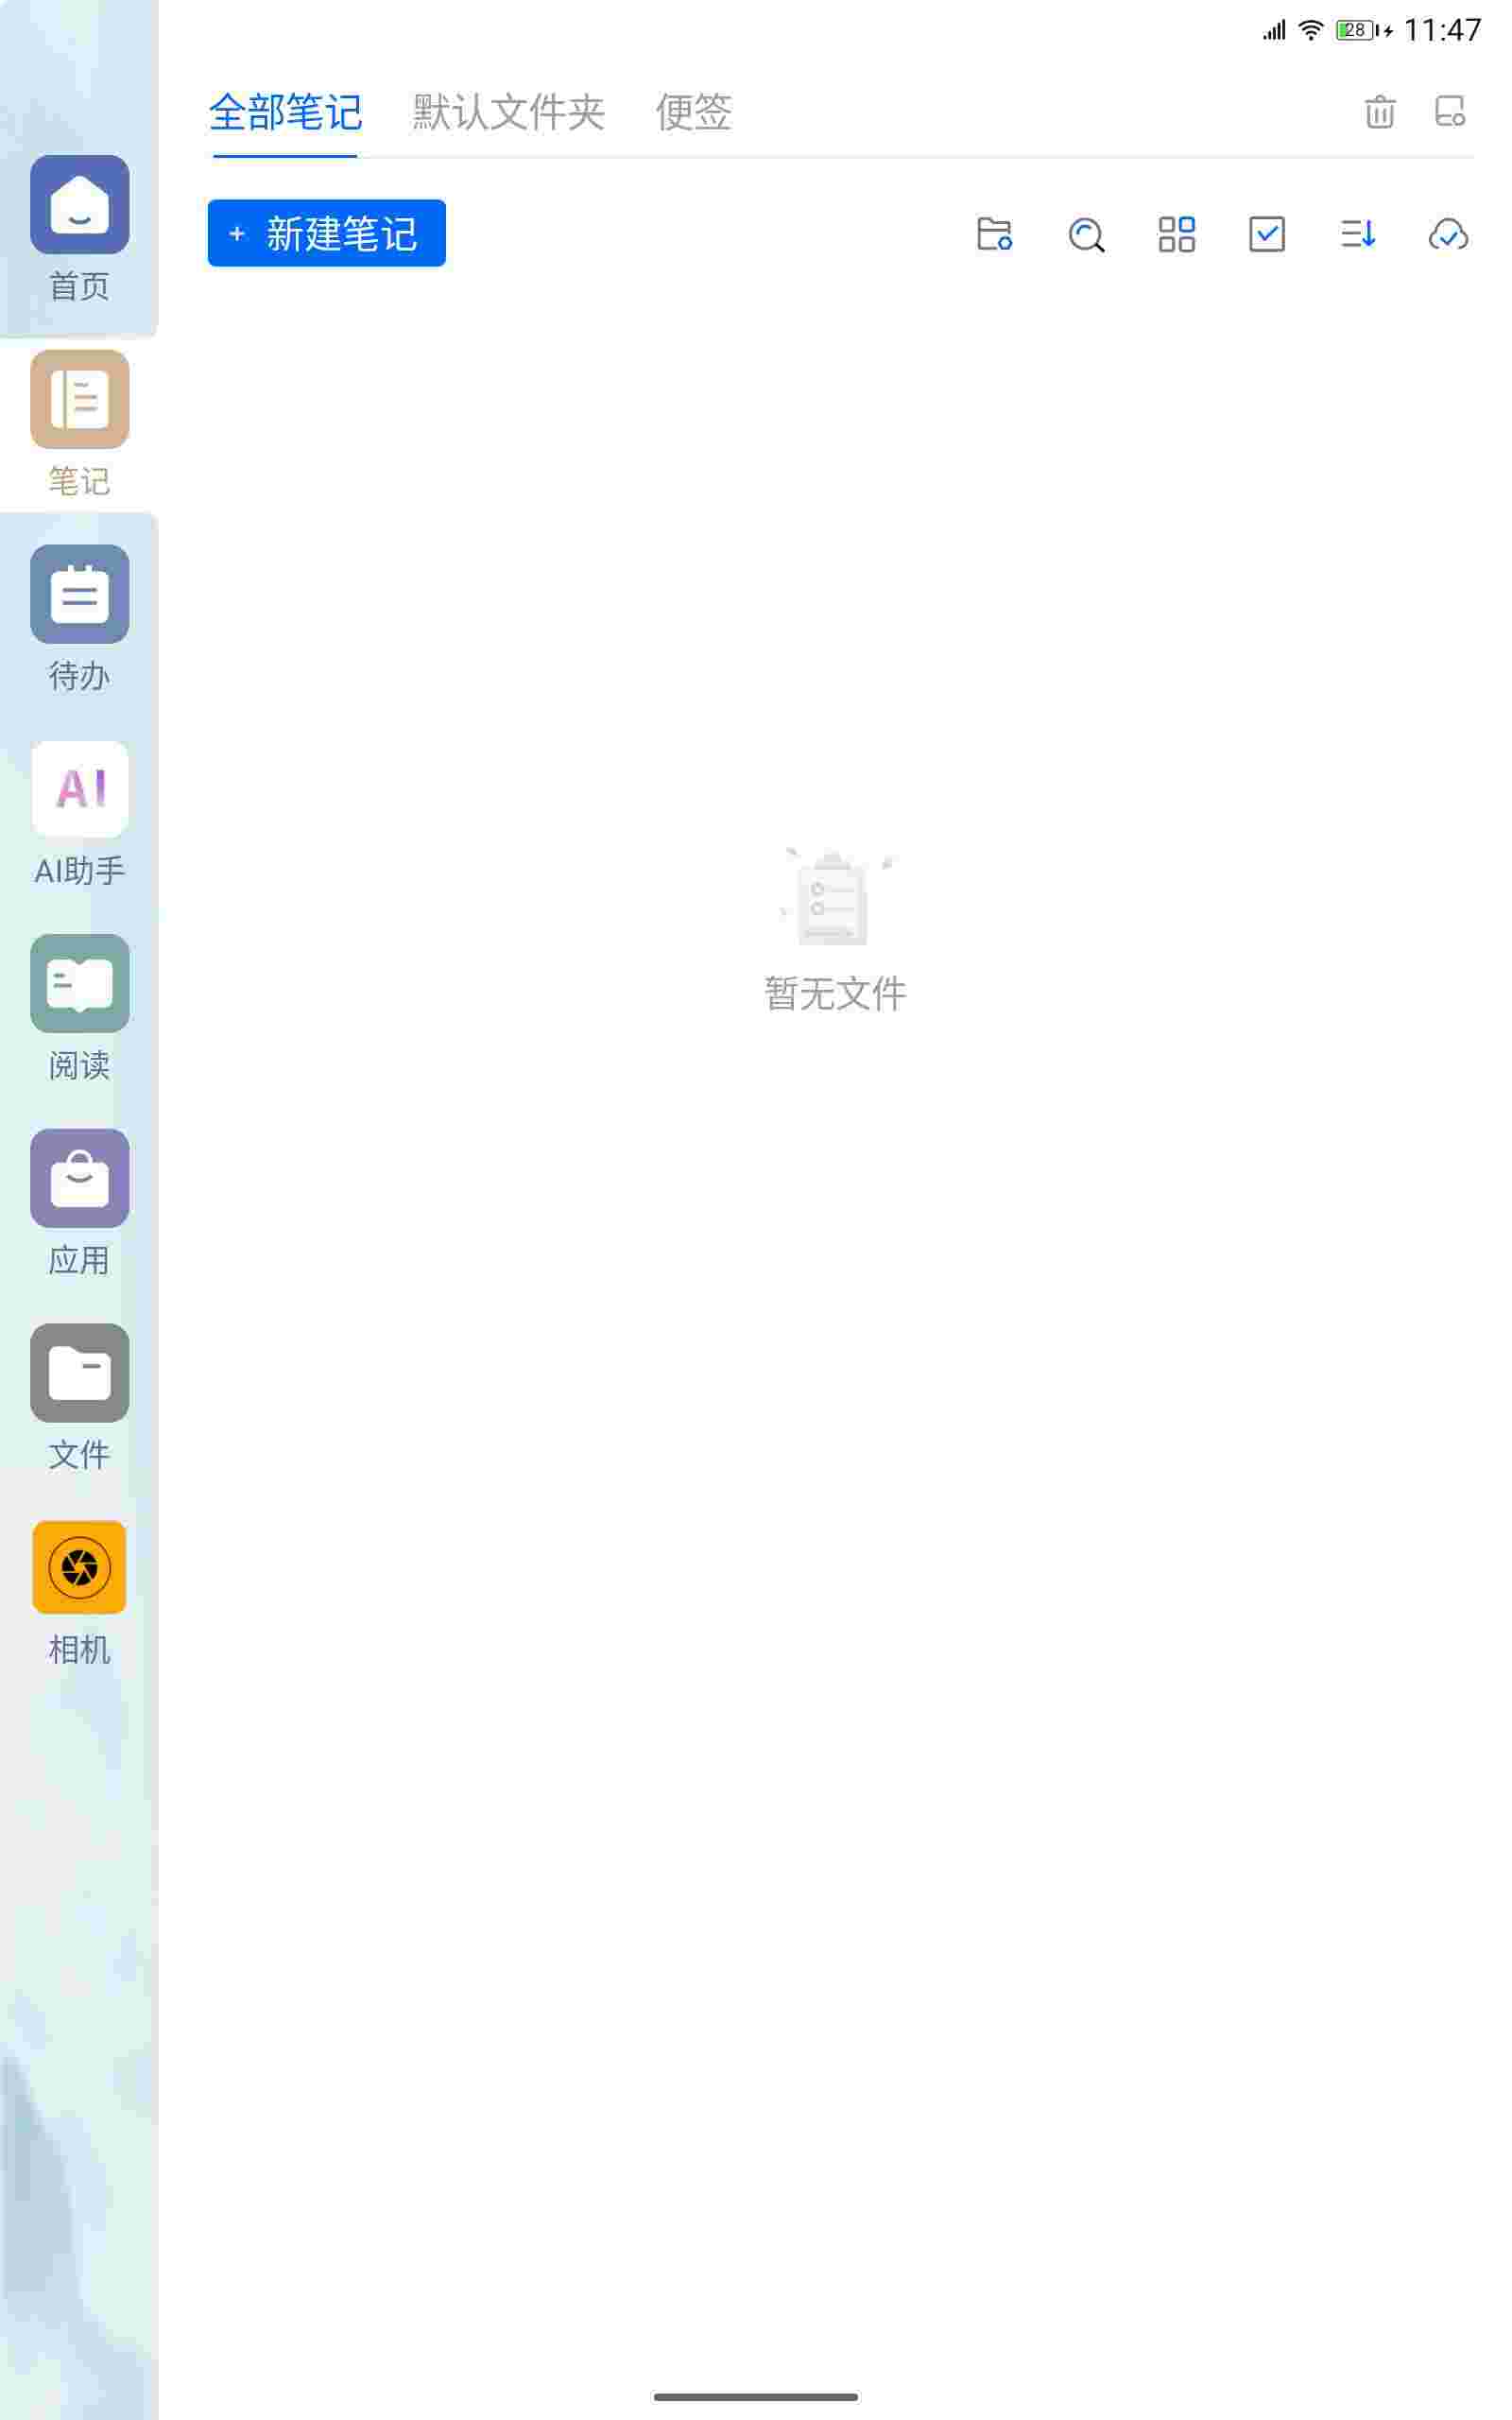 28 11:47
全部笔记 默认文件夹 便签
+ 新建笔记
首页
笔记
待办
AI
AI助手
阅读
应用
文件
相机
暂无文件